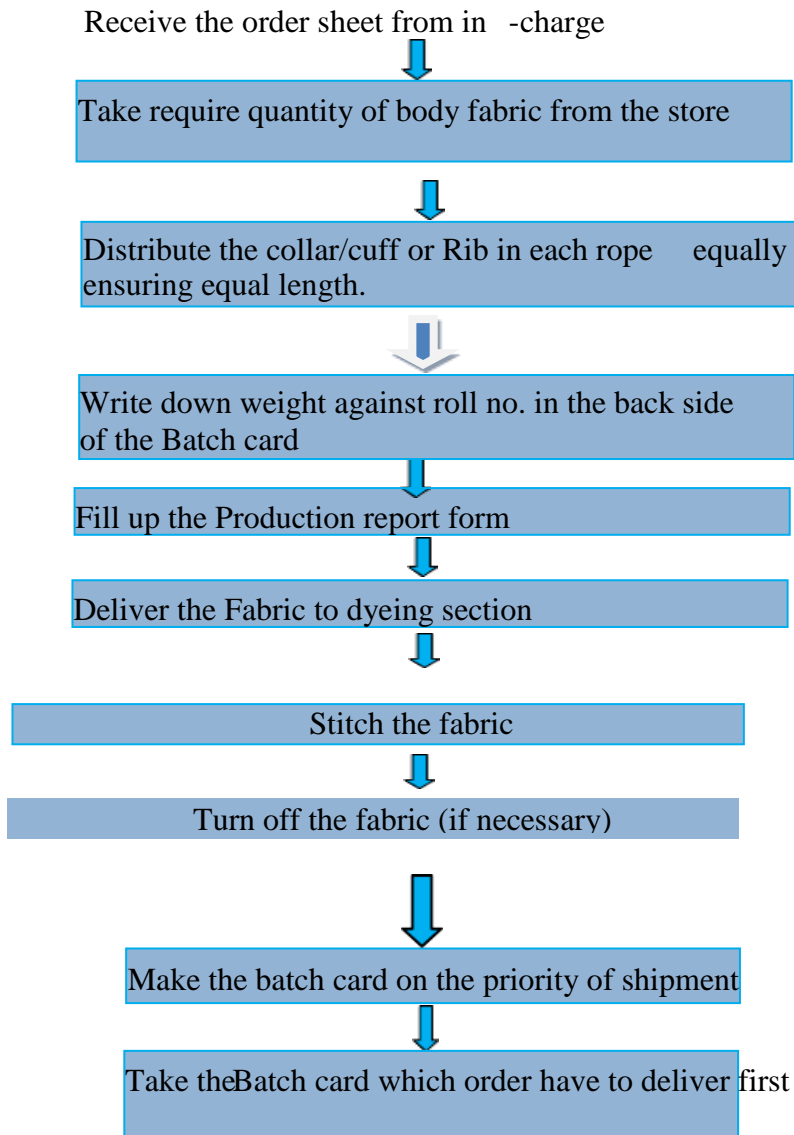 Receive the order sheet from in -charge
Take require quantity of body fabric from the store
Distribute the collar/cuff or Rib in each rope equally
ensuring equal length.
Write down weight against roll no. in the back side
of the Batch card
Fill up the Production report form
Deliver the Fabric to dyeing section
Stitch the fabric
Turn off the fabric (if necessary)
Make the batch card on the priority of shipment
Take theBatch card which order have to deliver first